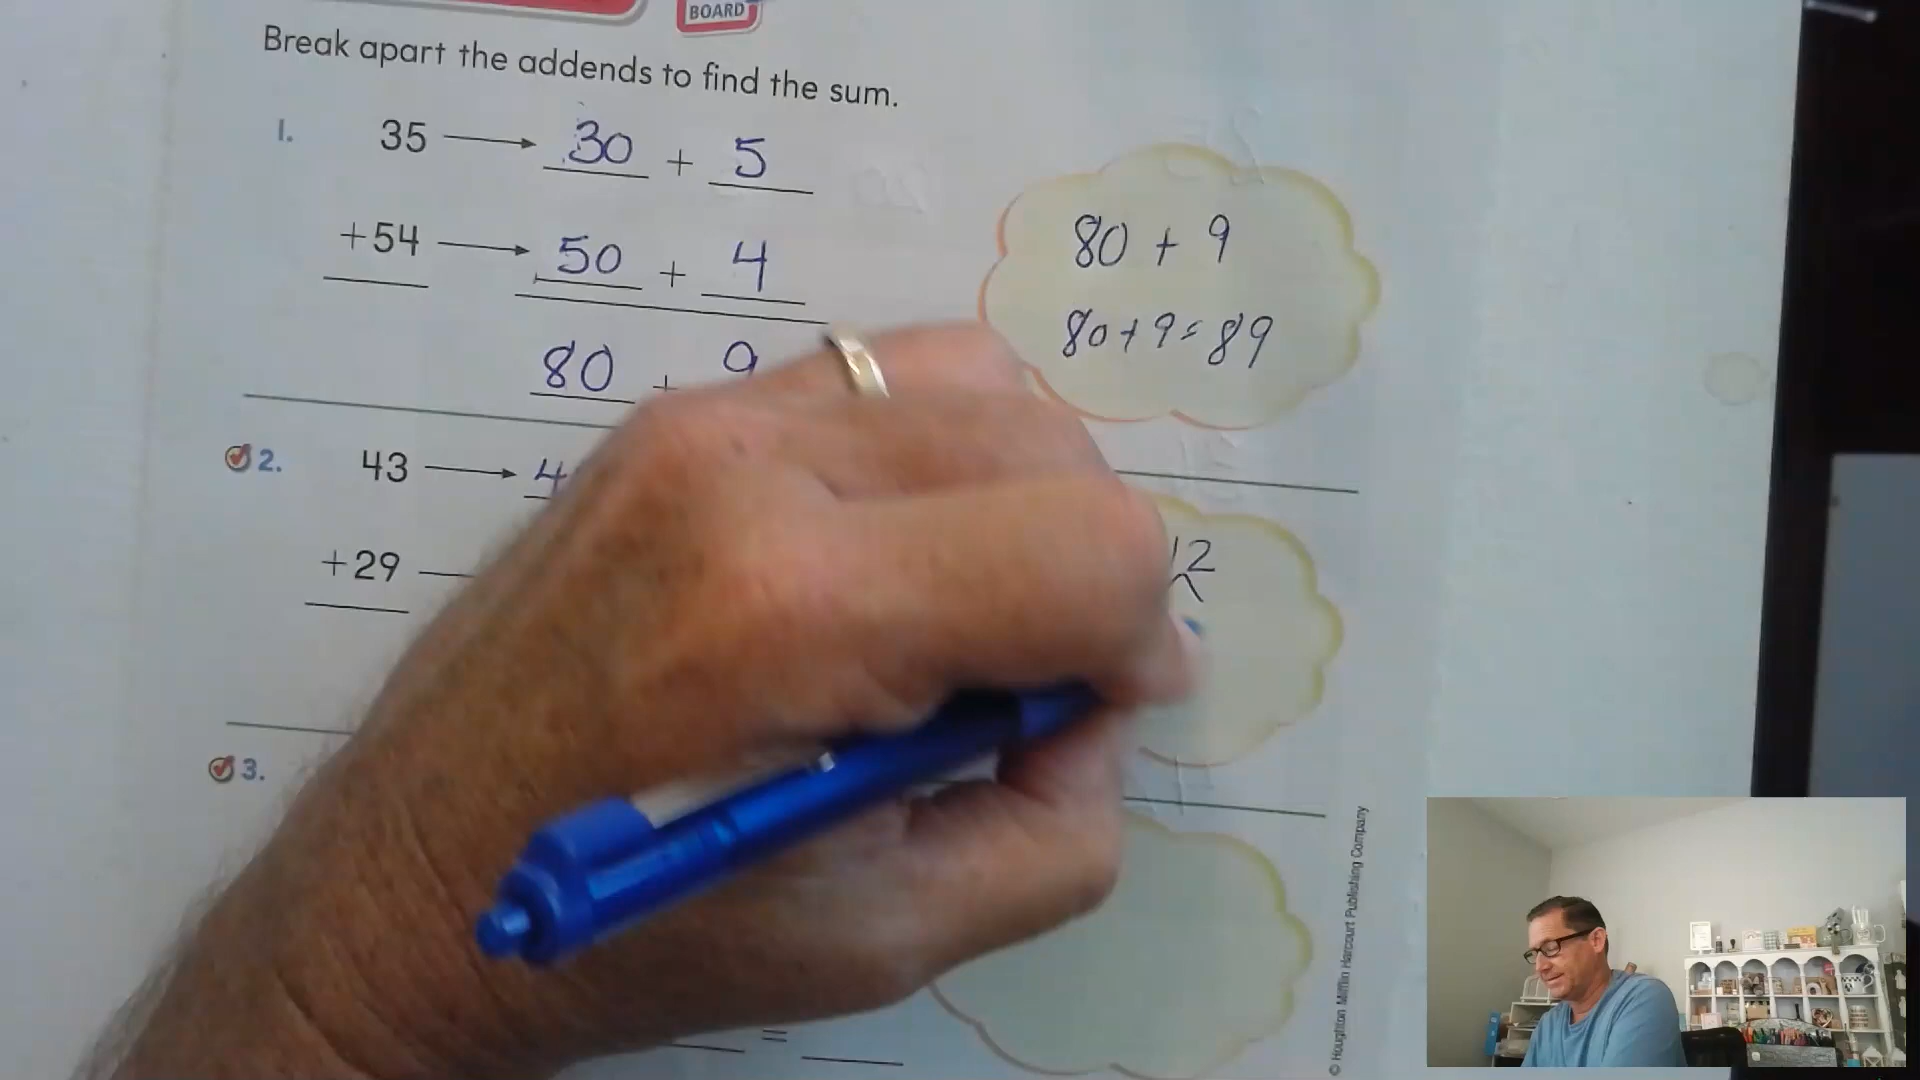 BOARD
Break apart the addends to find the sum.
1. 35 → 30 + 5
+54 → 50 + 4
80 + 9
80 + 9
80+9=89
2. 43 → 4
+29
12
3.
=
© Houghton Mifflin Harcourt Publishing Company